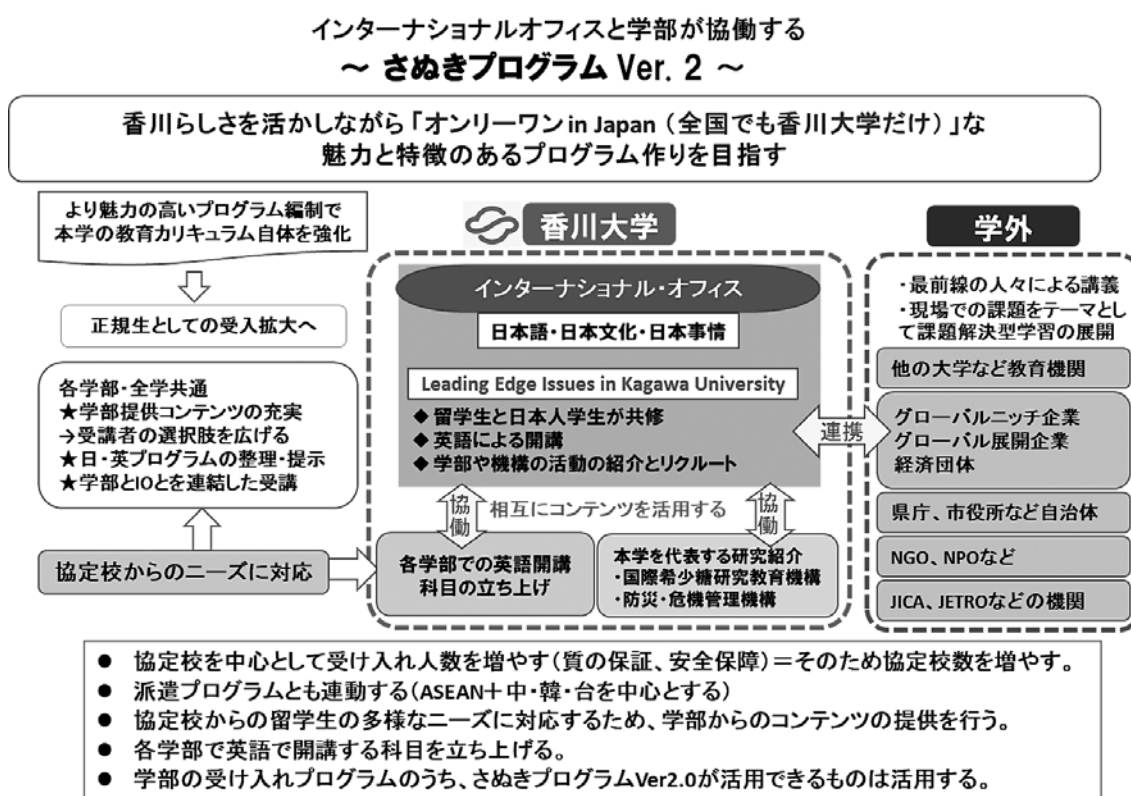 インターナショナルオフィスと学部が協働する
～ さぬきプログラム Ver. 2 ～
香川らしさを活かしながら「オンリーワン in Japan（全国でも香川大学だけ）」な
魅力と特徴のあるプログラム作りを目指す
より魅力の高いプログラム編制で
本学の教育カリキュラム自体を強化
正規生としての受入拡大へ
各学部・全学共通
★学部提供コンテンツの充実
→受講者の選択肢を広げる
★日・英プログラムの整理・提示
★学部とIOとを連結した受講
協定校からのニーズに対応
香川大学
インターナショナル・オフィス
日本語・日本文化・日本事情
Leading Edge Issues in Kagawa University
◆ 留学生と日本人学生が共修
◆ 英語による開講
◆ 学部や機構の活動の紹介とリクルート
協働
相互にコンテンツを活用する
協働
各学部での英語開講
科目の立ち上げ
本学を代表する研究紹介
・国際希少糖研究教育機構
・防災・危機管理機構
連携
学外
・最前線の人々による講義
・現場での課題をテーマとし
て課題解決型学習の展開
他の大学など教育機関
グローバルニッチ企業
グローバル展開企業
経済団体
県庁、市役所など自治体
NGO、NPOなど
JICA、JETROなどの機関
● 協定校を中心として受け入れ人数を増やす（質の保証、安全保障）＝そのため協定校数を増やす。
● 派遣プログラムとも連動する（ASEAN＋中・韓・台を中心とする）
● 協定校からの留学生の多様なニーズに対応するため、学部からのコンテンツの提供を行う。
● 各学部で英語で開講する科目を立ち上げる。
● 学部の受け入れプログラムのうち、さぬきプログラムVer2.0が活用できるものは活用する。